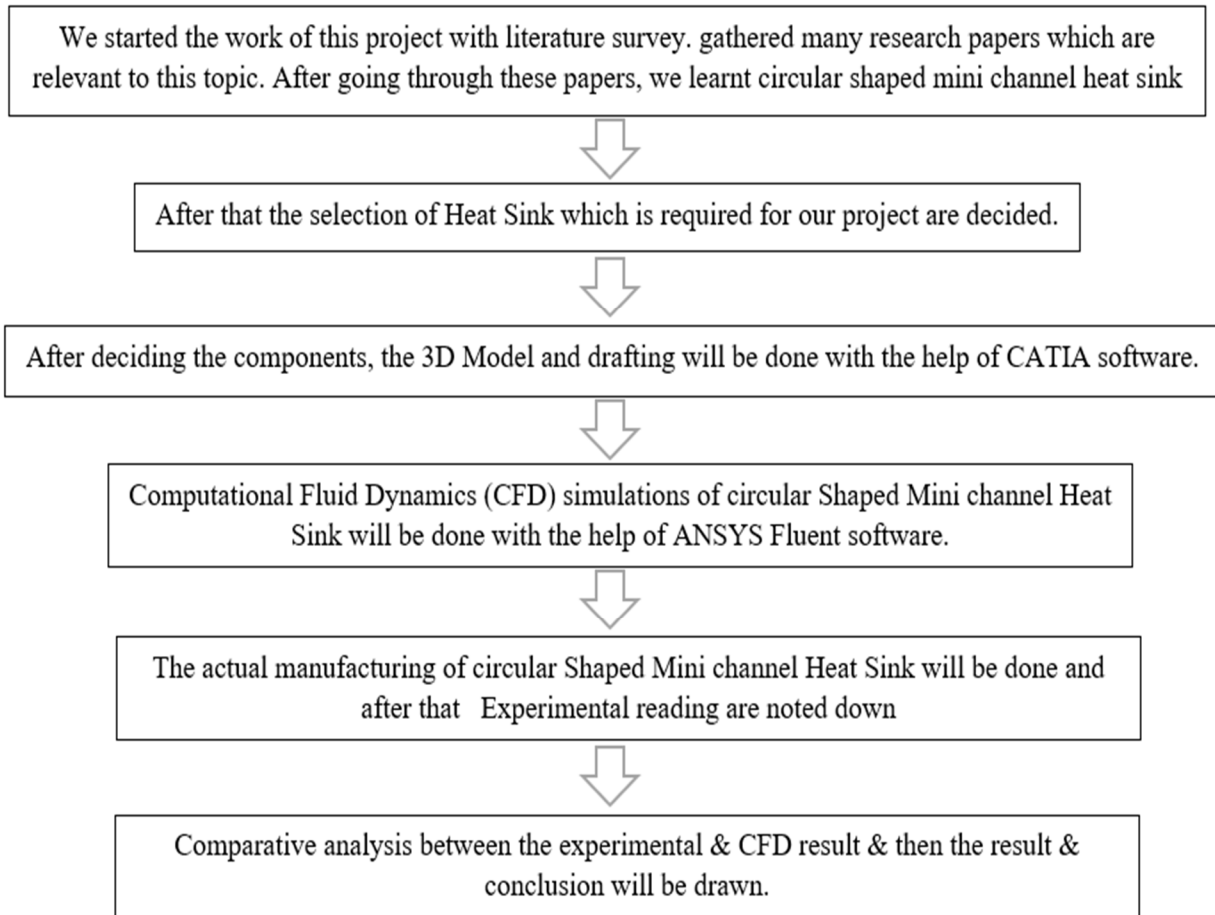 We started the work of this project with literature survey. gathered many research papers which are
relevant to this topic. After going through these papers, we learnt circular shaped mini channel heat sink
After that the selection of Heat Sink which is required for our project are decided.
After deciding the components, the 3D Model and drafting will be done with the help of CATIA software.
Computational Fluid Dynamics (CFD) simulations of circular Shaped Mini channel Heat
Sink will be done with the help of ANSYS Fluent software.
The actual manufacturing of circular Shaped Mini channel Heat Sink will be done and
after that   Experimental reading are noted down
Comparative analysis between the experimental & CFD result & then the result &
conclusion will be drawn.